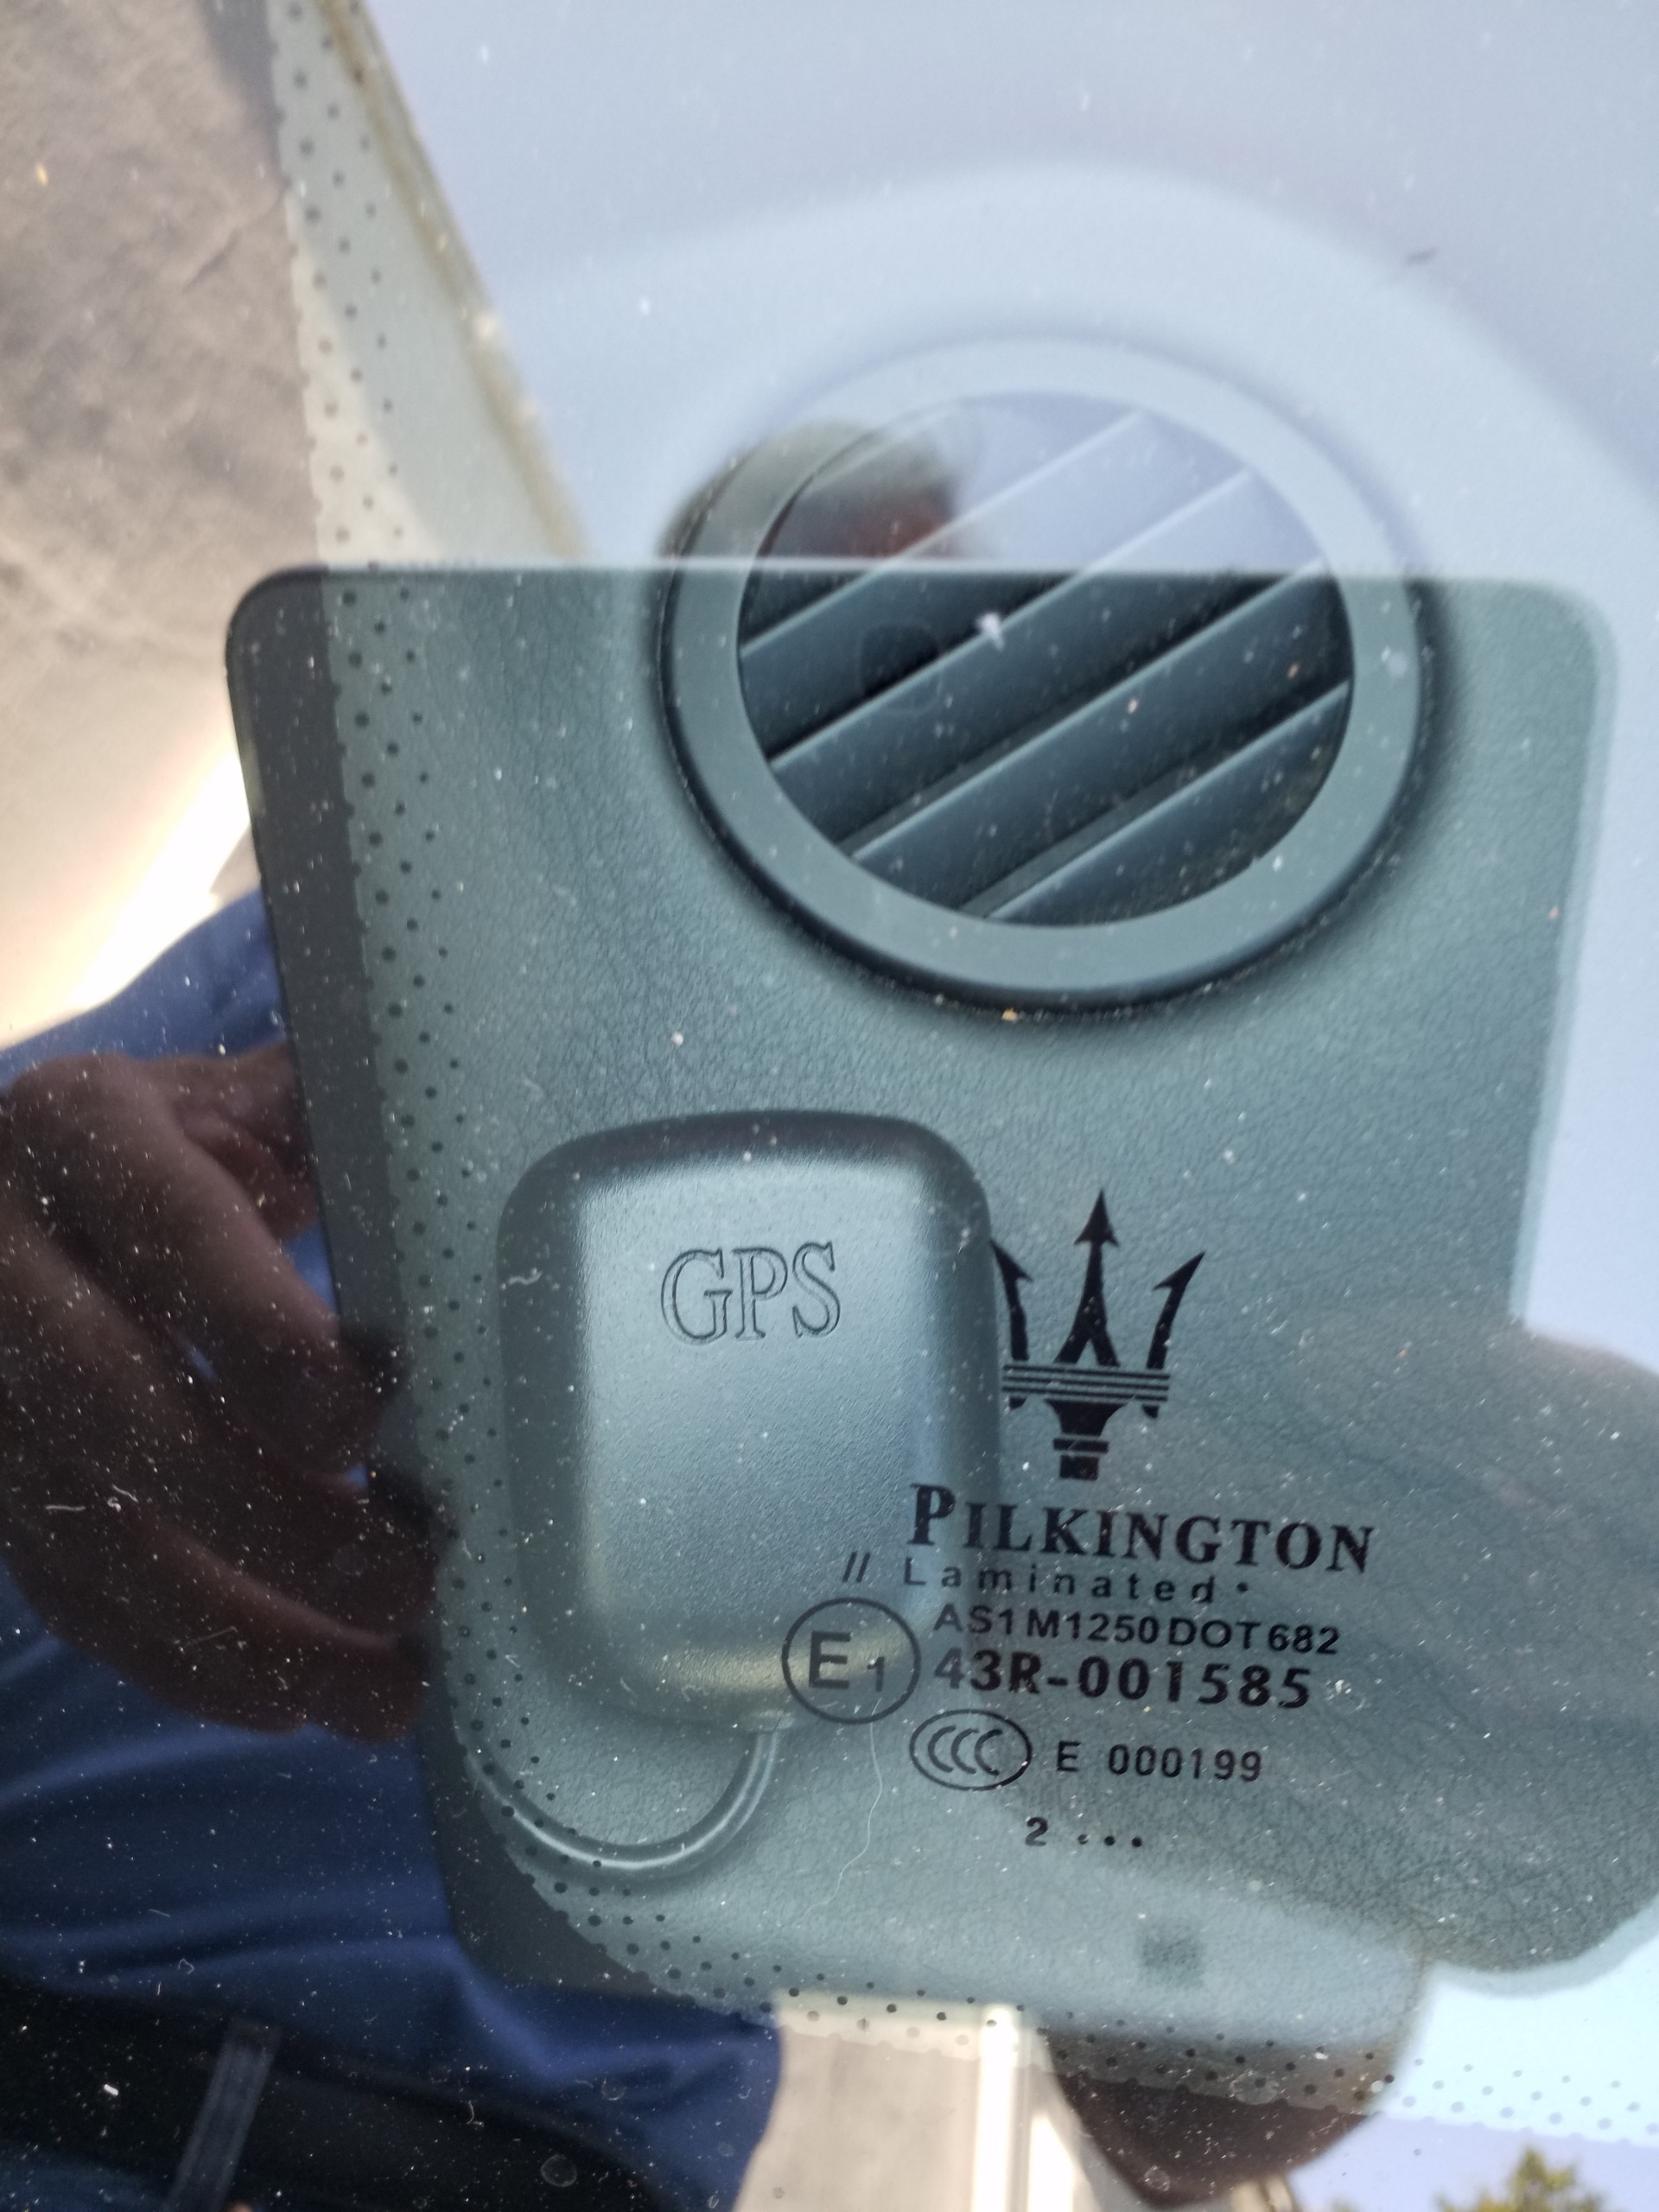 GPS
PILKINGTON
// Laminated •
AS1 M1250 DOT 682
E1 43R-001585
CCC E 000199
2 • • •